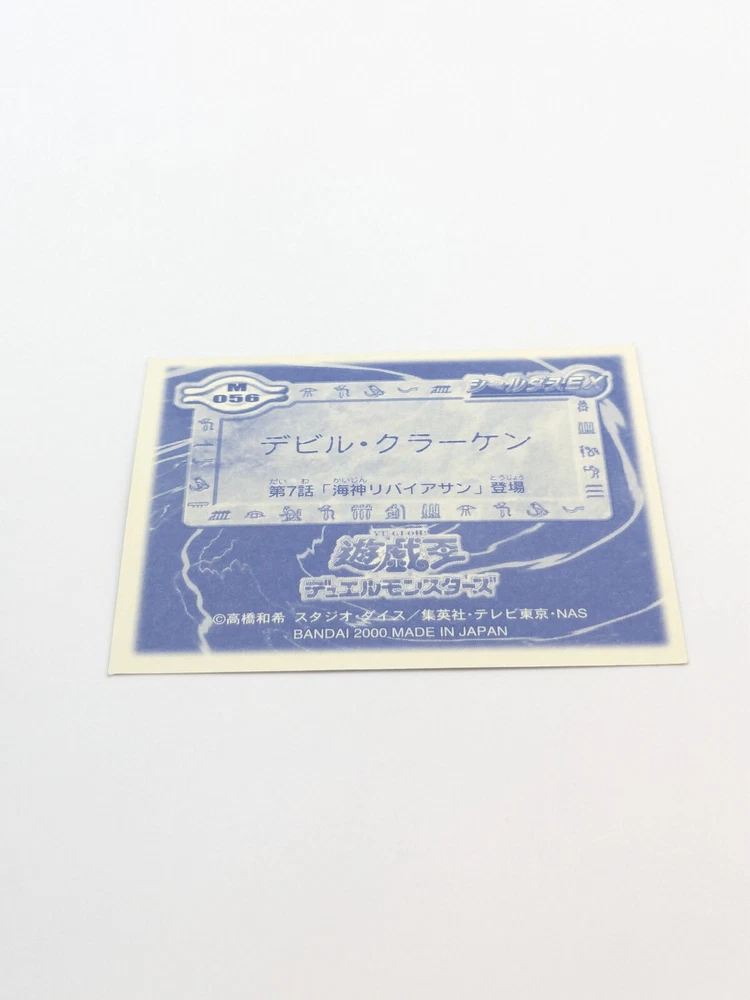 M
056
シールダスEX
デビル・クラーケン
だい わ かいじん とうじょう
第7話「海神リバイアサン」登場
YU-GI-OH!
遊戯王
デュエルモンスターズ
©高橋和希 スタジオ・ダイス／集英社・テレビ東京・NAS
BANDAI 2000 MADE IN JAPAN